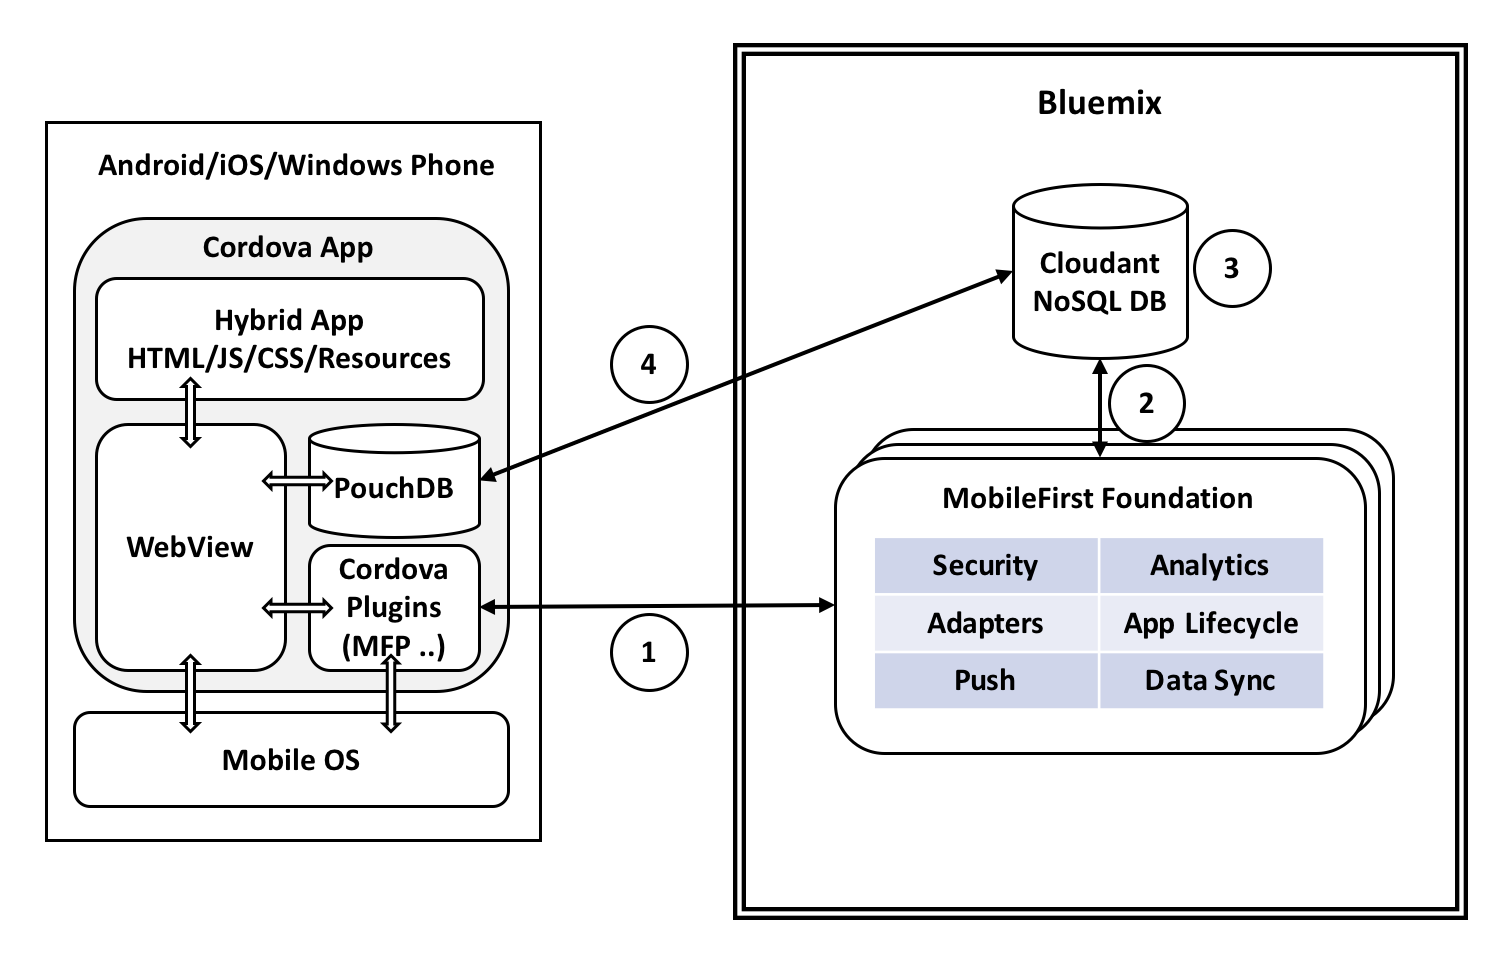 Bluemix
Android/iOS/Windows Phone
Cordova App
Hybrid App
HTML/JS/CSS/Resources
WebView
PouchDB
Cordova
Plugins
(MFP ..)
Mobile OS
4
1
Cloudant
NoSQL DB
3
2
MobileFirst Foundation
Security
Analytics
Adapters
App Lifecycle
Push
Data Sync